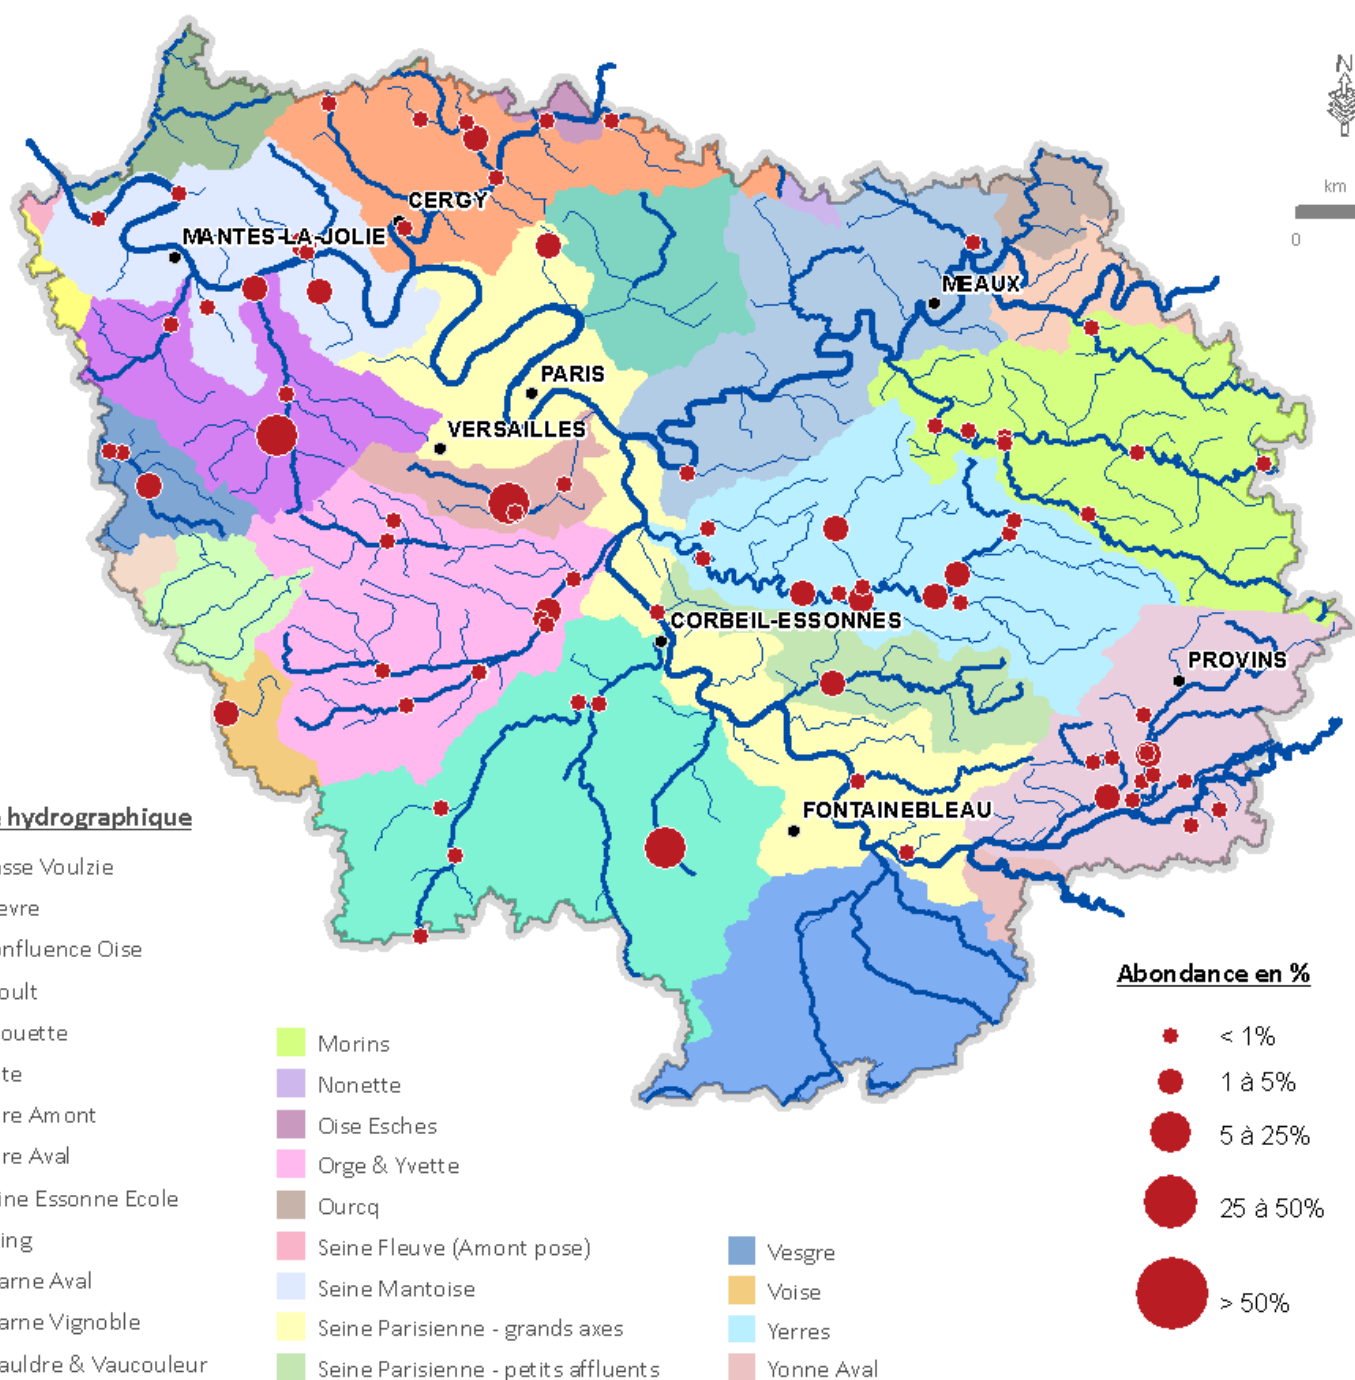 N
km
0
CERGY
MANTES-LA-JOLIE
MEAUX
PARIS
VERSAILLES
CORBEIL-ESSONNES
PROVINS
FONTAINEBLEAU
hydrographique
sse Voulzie
evre
nfluence Oise
oult
ouette
te
re Amont
re Aval
ine Essonne Ecole
ing
arne Aval
arne Vignoble
auldre & Vaucouleur
Morins
Nonette
Oise Esches
Orge & Yvette
Ourcq
Seine Fleuve (Amont pose)
Seine Mantoise
Seine Parisienne - grands axes
Seine Parisienne - petits affluents
Vesgre
Voise
Yerres
Yonne Aval
Abondance en %
< 1%
1 à 5%
5 à 25%
25 à 50%
> 50%